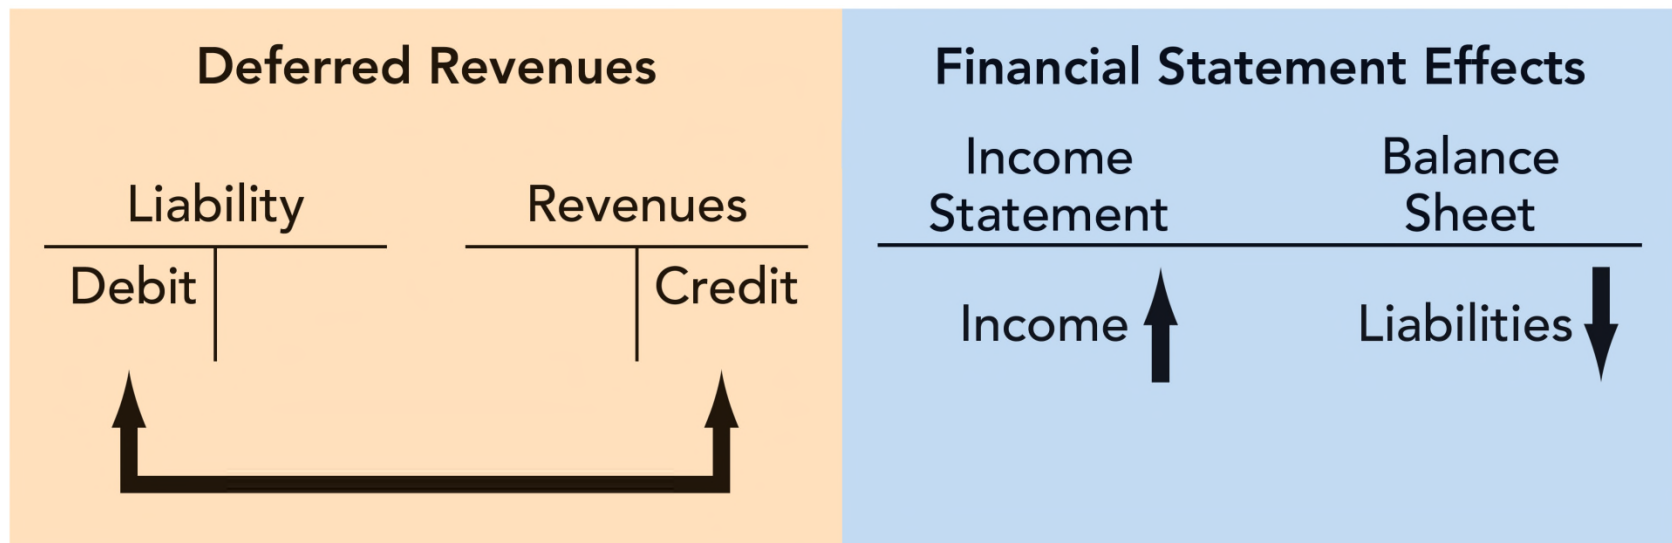 Deferred Revenues
Liability
Revenues
Debit
Credit
Financial Statement Effects
Income
Statement
Balance
Sheet
Income
Liabilities